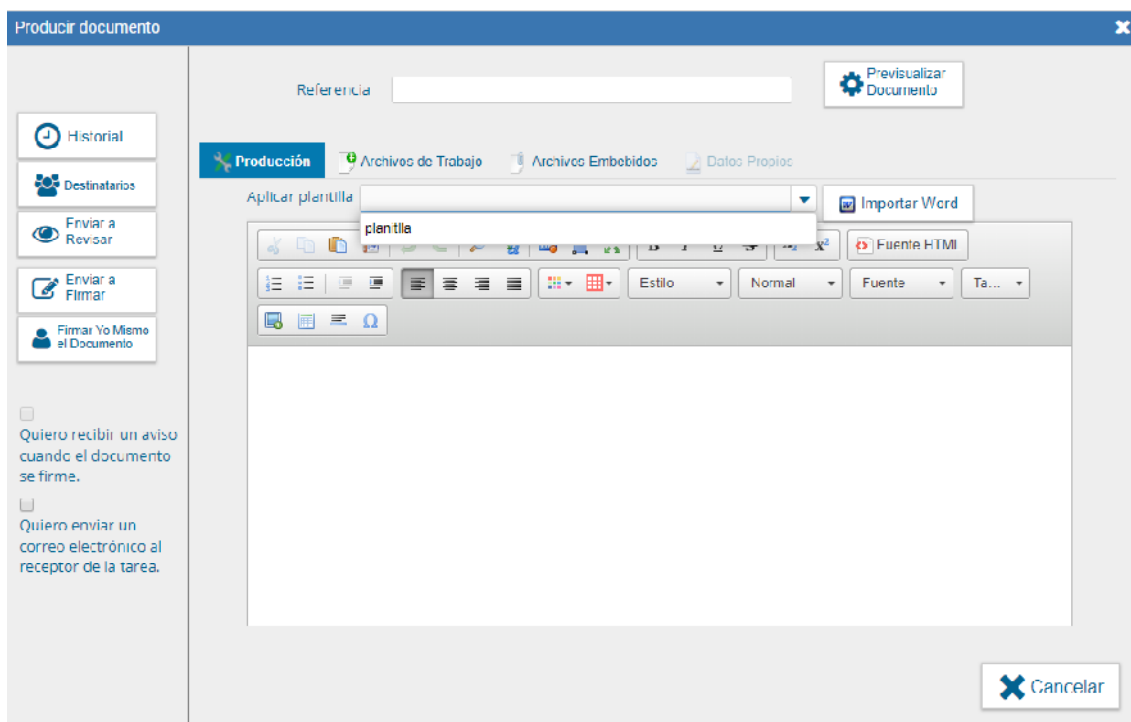 Producir documento
Referencia
Previsualizar
Documento
Historial
Destinatarios
Enviar a
Revisar
Enviar a
Firmar
Firmar Yo Mismo
el Documento
Quiero recibir un aviso
cuando el documento
se firme.
Quiero enviar un
correo electrónico al
receptor de la tarea.
Producción
Archivos de Trabajo
Archivos Embebidos
Datos Propios
Aplicar plantilla
Importar Word
planitlla
Fuente HTML
Estilo
Normal
Fuente
Ta...
Cancelar